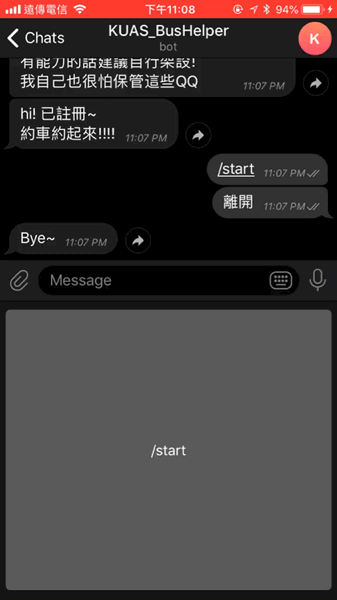 遠傳電信
下午11:08
94%
Chats
KUAS_BusHelper
bot
K
有能力的話建議自行架設!
我自己也很怕保管這些QQ
11:07 PM
hi! 已註冊~
約車約起來!!!!
11:07 PM
/start
11:07 PM
離開
11:07 PM
Bye~
11:07 PM
Message
/start